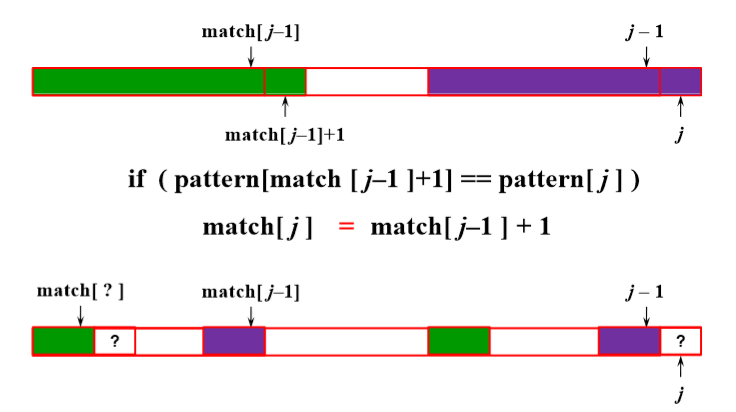 match[j–1] j – 1
match[j–1]+1 j
if ( pattern[match [ j–1 ]+1] == pattern[ j ] )
match[ j ] = match[ j–1 ] + 1
match[ ? ] match[j–1] j – 1
? ?
j